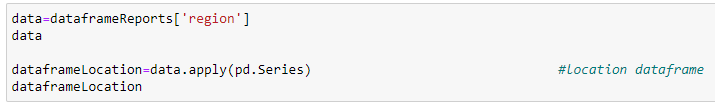 data=dataframeReports['region']
data
dataframeLocation=data.apply(pd.Series) #location dataframe
dataframeLocation